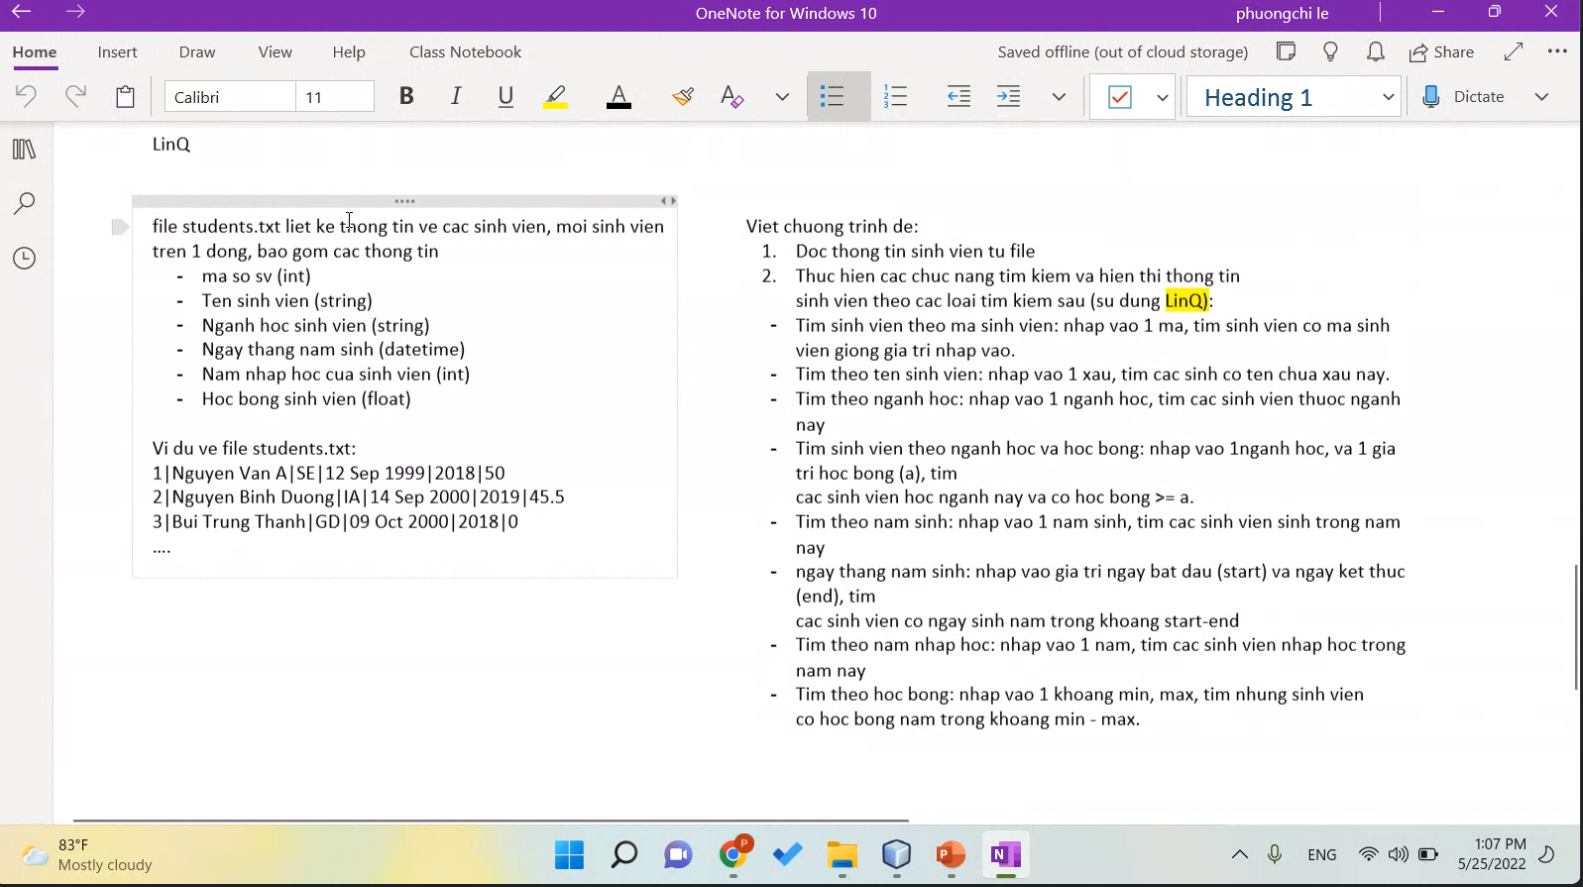 OneNote for Windows 10
phuongchi le
Home
Insert
Draw
View
Help
Class Notebook
Saved offline (out of cloud storage)
Share
Calibri
11
B
I
U
A
A
Heading 1
Dictate
LinQ
file students.txt liet ke thong tin ve cac sinh vien, moi sinh vien
tren 1 dong, bao gom cac thong tin
- ma so sv (int)
- Ten sinh vien (string)
- Nganh hoc sinh vien (string)
- Ngay thang nam sinh (datetime)
- Nam nhap hoc cua sinh vien (int)
- Hoc bong sinh vien (float)
Vi du ve file students.txt:
1|Nguyen Van A|SE|12 Sep 1999|2018|50
2|Nguyen Binh Duong|IA|14 Sep 2000|2019|45.5
3|Bui Trung Thanh|GD|09 Oct 2000|2018|0
....
Viet chuong trinh de:
1. Doc thong tin sinh vien tu file
2. Thuc hien cac chuc nang tim kiem va hien thi thong tin
sinh vien theo cac loai tim kiem sau (su dung LinQ):
- Tim sinh vien theo ma sinh vien: nhap vao 1 ma, tim sinh vien co ma sinh
vien giong gia tri nhap vao.
- Tim theo ten sinh vien: nhap vao 1 xau, tim cac sinh co ten chua xau nay.
- Tim theo nganh hoc: nhap vao 1 nganh hoc, tim cac sinh vien thuoc nganh
nay
- Tim sinh vien theo nganh hoc va hoc bong: nhap vao 1nganh hoc, va 1 gia
tri hoc bong (a), tim
cac sinh vien hoc nganh nay va co hoc bong >= a.
- Tim theo nam sinh: nhap vao 1 nam sinh, tim cac sinh vien sinh trong nam
nay
- ngay thang nam sinh: nhap vao gia tri ngay bat dau (start) va ngay ket thuc
(end), tim
cac sinh vien co ngay sinh nam trong khoang start-end
- Tim theo nam nhap hoc: nhap vao 1 nam, tim cac sinh vien nhap hoc trong
nam nay
- Tim theo hoc bong: nhap vao 1 khoang min, max, tim nhung sinh vien
co hoc bong nam trong khoang min - max.
83°F
Mostly cloudy
P
P
N
ENG
1:07 PM
5/25/2022